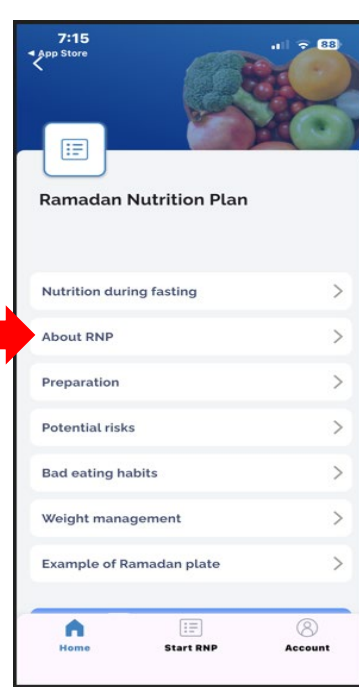 7:15
App Store
88
Ramadan Nutrition Plan
Nutrition during fasting
About RNP
Preparation
Potential risks
Bad eating habits
Weight management
Example of Ramadan plate
Home
Start RNP
Account